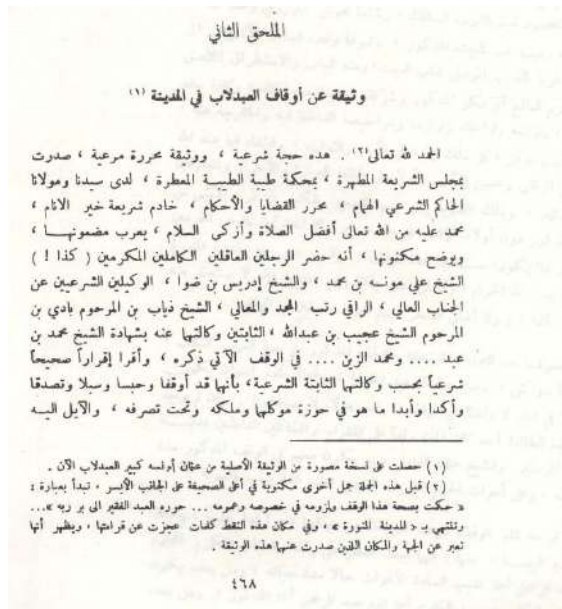 الملحق الثاني
وثيقة عن أوقاف العبدلاب في المدينة (١)
الحمد لله تعالى(٢) . هذه حجة شرعية ، ووثيقة محررة مرعية ، صدرت
بمجلس الشريعة المطهرة ، بمحكمة طيبة الطيبة المعطرة ، لدى سيدنا ومولانا
الحاكم الشرعي الهمام ، محرر القضايا والأحكام ، خادم شريعة خير الانام ،
محمد عليه من الله تعالى أفضل الصلاة وأزكى السلام ، يعرب مضمونها ،
ويوضح مكنونها ، أنه حضر الرجلين العاقلين الكاملين المكرمين ( كذا ! )
الشيخ علي مونسه بن محمد ، والشيخ إدريس بن ضوا ، الوكيلين الشرعيين عن
الجناب العالي ، الراقي رتب المجد والمعالي ، الشيخ ذياب بن المرحوم بادي بن
المرحوم الشيخ عجيب بن عبدالله ، الثابتين وكالتهما عنه بشهادة الشيخ محمد بن
عبد .... ومحمد الزين .... في الوقف الآتي ذكره ، وأقرا إقراراً صحيحاً
شرعياً بحسب وكالتهما الثابتة الشرعية، بأنهما قد أوقفا وحبسا وسبلا وتصدقا
وأكدا وأبدا ما هو في حوزة موكلهما وملكه وتحت تصرفه ، والآيل اليه
(١) حصلت على نسخة مصورة من الوثيقة الأصلية من عثمان أونسه كبير العبدلاب الآن .
(٢) قبل هذه الجملة جمل أخرى مكتوبة في أعلى الصحيفة على الجانب الأيسر ، تبدأ بعبارة :
« حكمت بصحة هذا الوقف ولزومه في خصوصه وعمومه ... حرره العبد الفقير الى بر ربه »...
وتنتهي بـ « المدينة المنورة » ، وفي مكان هذه النقط كلمات عجزت عن قراءتها ، ويظهر أنها
تعبر عن الجهة والمكان اللذين صدرت عنهما هذه الوثيقة .
٤٦٨